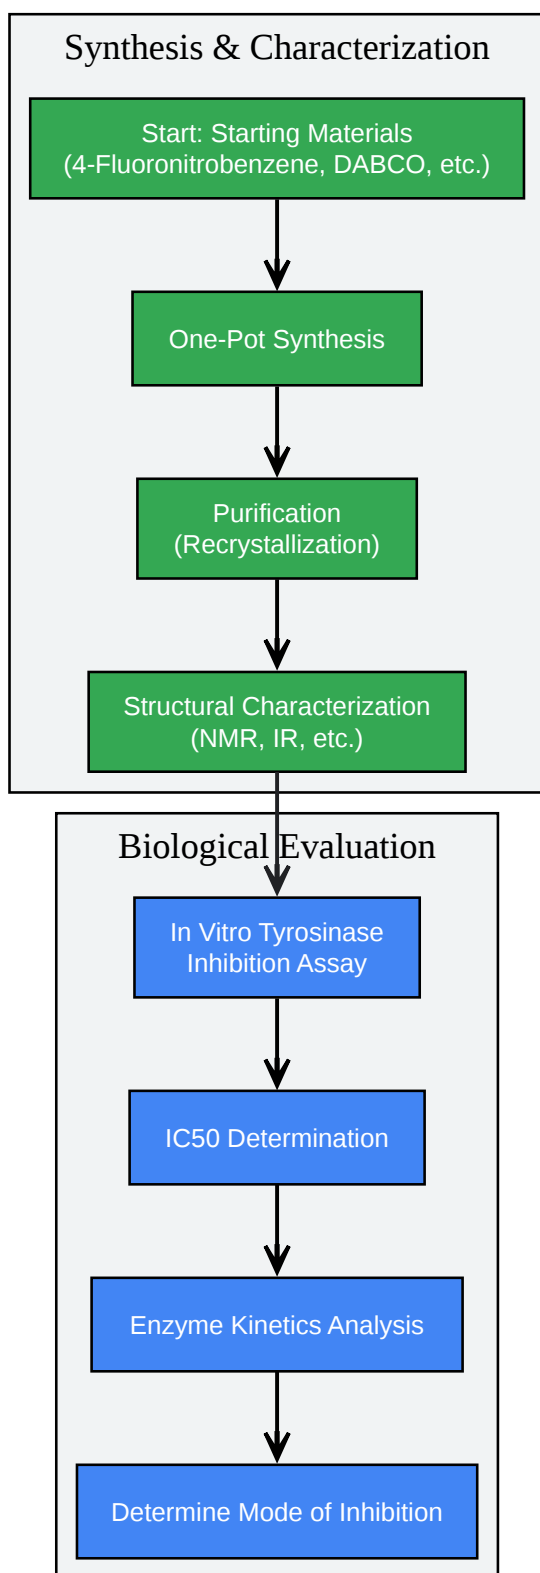 Synthesis & Characterization
Start: Starting Materials
(4-Fluoronitrobenzene, DABCO, etc.)
One-Pot Synthesis
Purification
(Recrystallization)
Structural Characterization
(NMR, IR, etc.)
Biological Evaluation
In Vitro Tyrosinase
Inhibition Assay
IC50 Determination
Enzyme Kinetics Analysis
Determine Mode of Inhibition